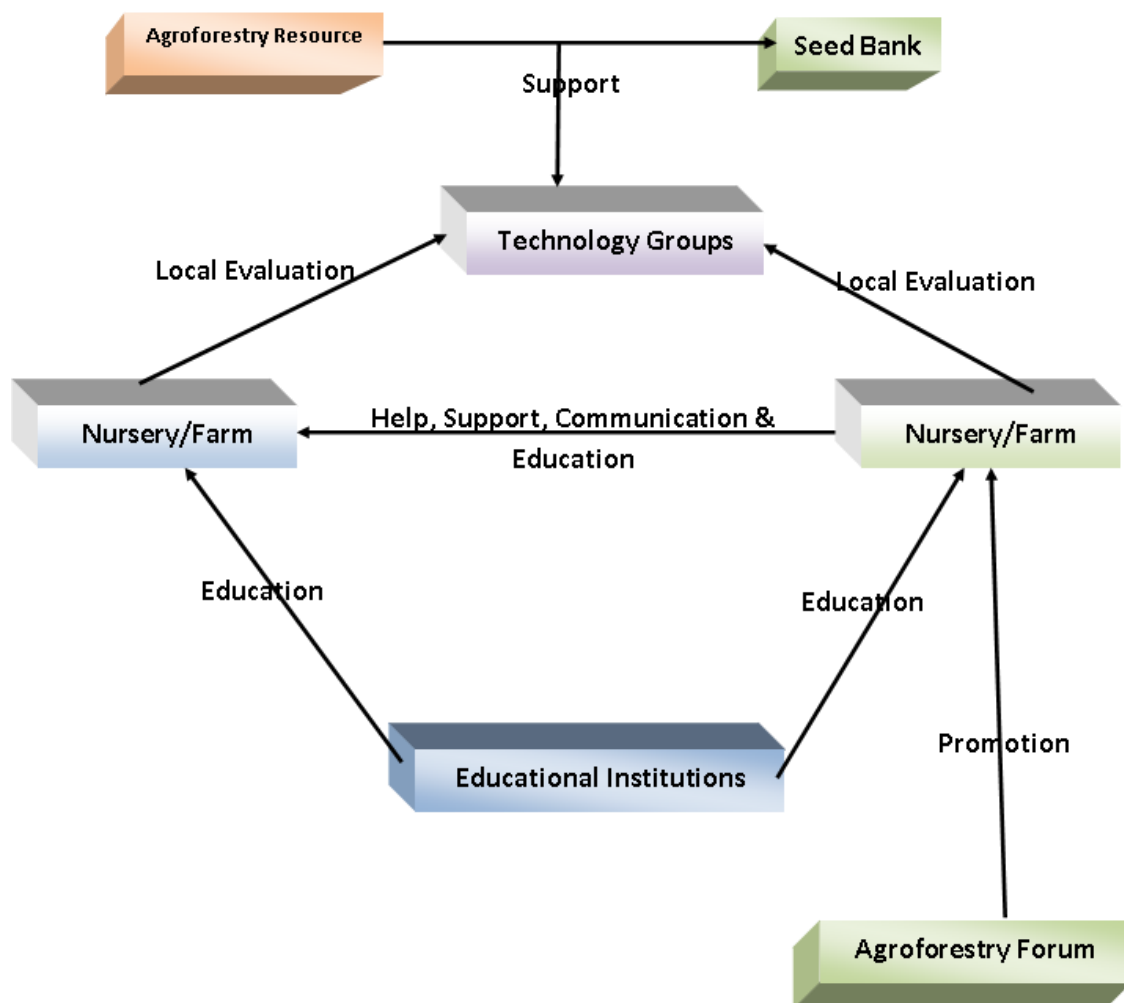 Agroforestry Resource
Seed Bank
Support
Technology Groups
Local Evaluation
Local Evaluation
Nursery/Farm
Help, Support, Communication &
Education
Nursery/Farm
Education
Education
Educational Institutions
Promotion
Agroforestry Forum